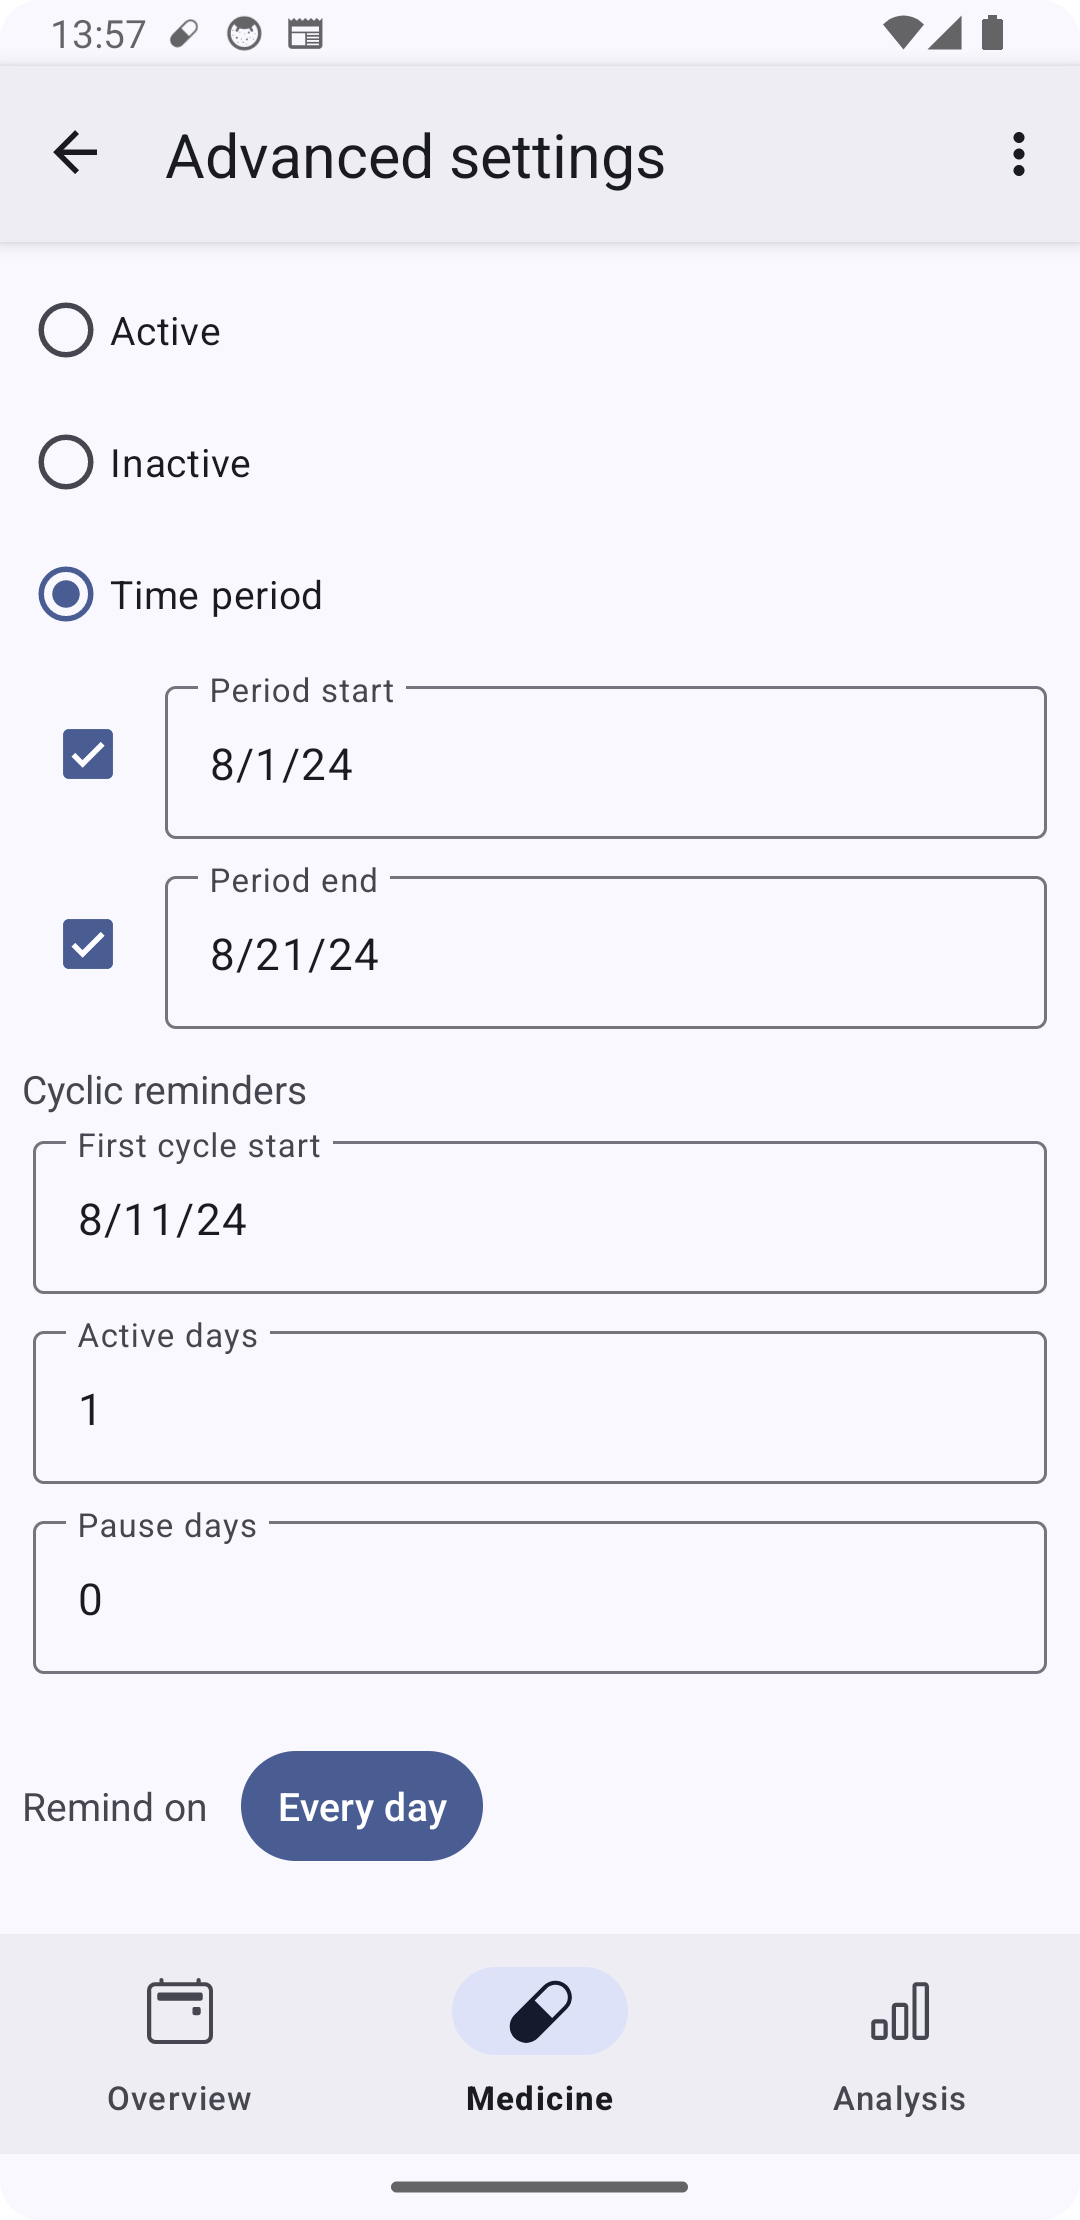 13:57
Advanced settings
Active
Inactive
Time period
Period start
8/1/24
Period end
8/21/24
Cyclic reminders
First cycle start
8/11/24
Active days
1
Pause days
0
Remind on Every day
Overview Medicine Analysis